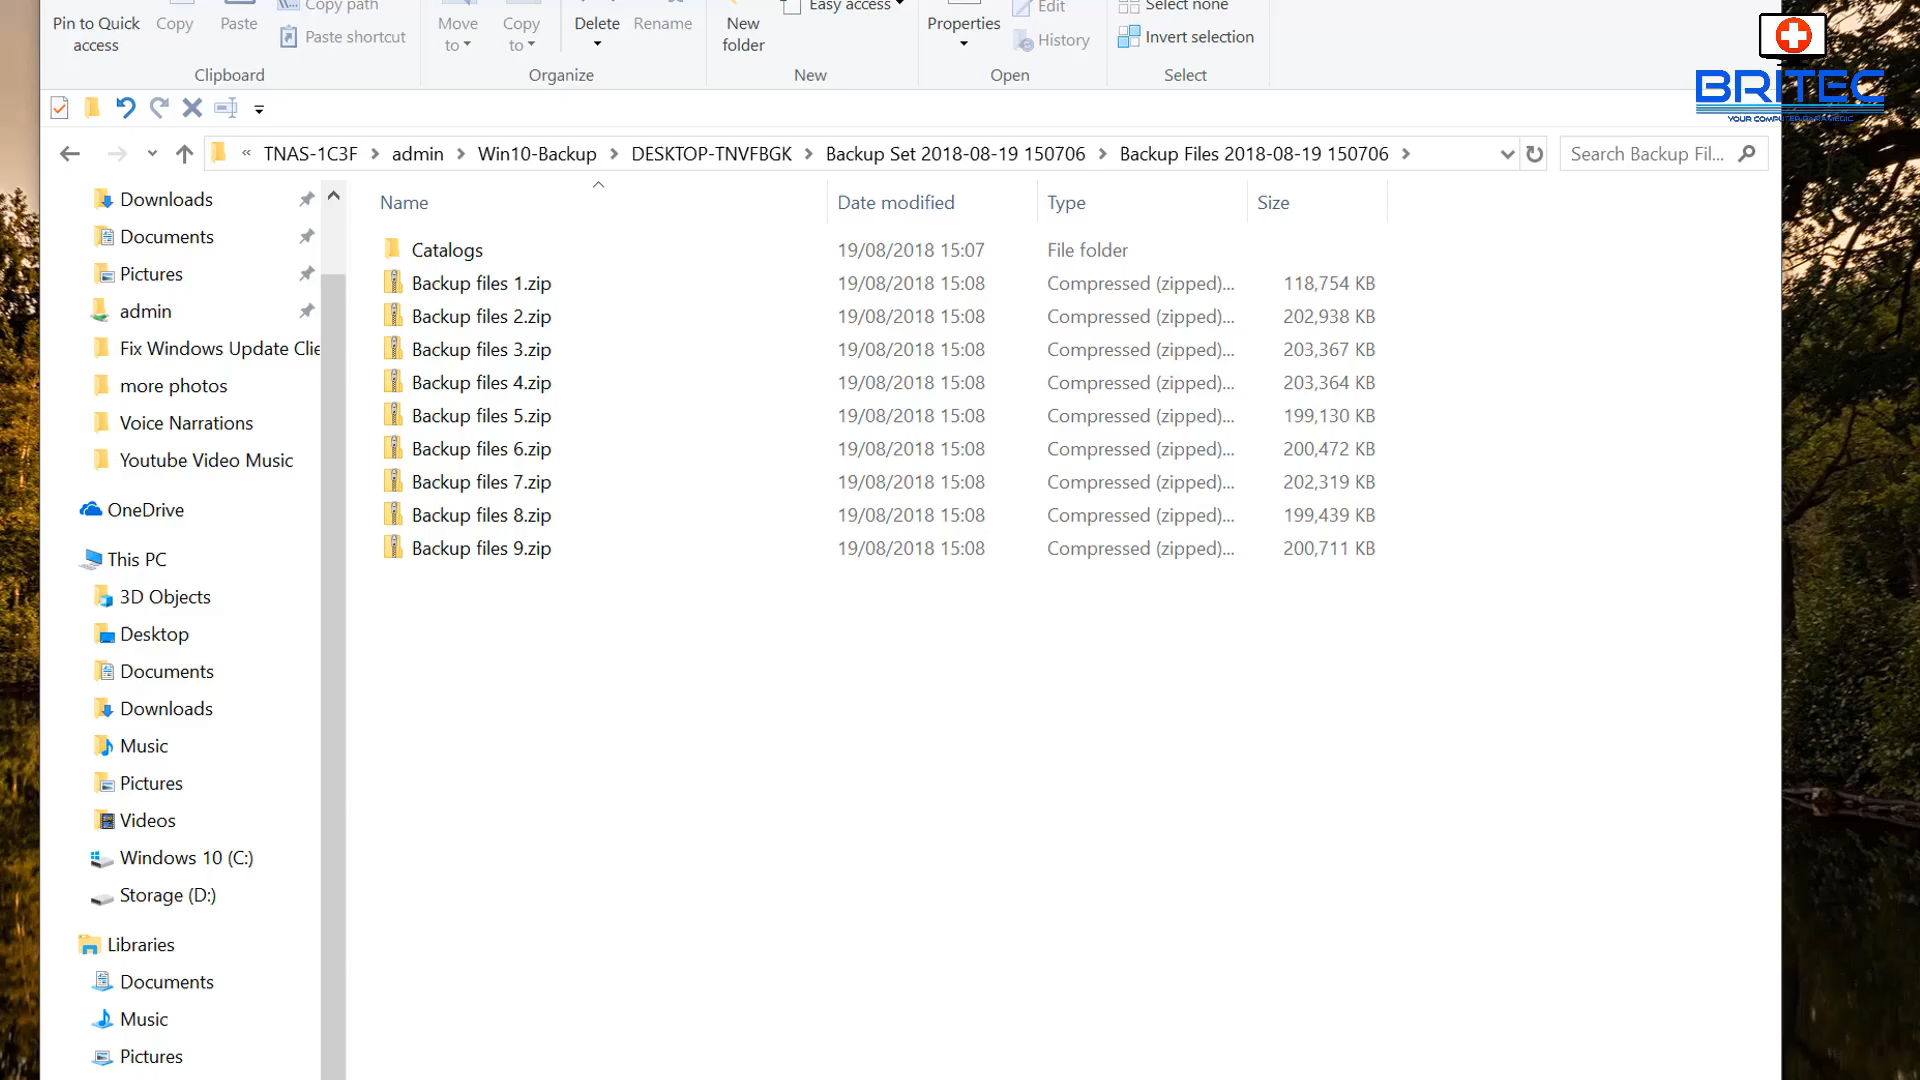 Copy path
Easy access
Edit
Select none
Pin to Quick access
Copy
Paste
Paste shortcut
Move to
Copy to
Delete
Rename
New folder
Properties
History
Invert selection
Clipboard
Organize
New
Open
Select
BRITEC
YOUR COMPUTER PARAMEDIC
« TNAS-1C3F > admin > Win10-Backup > DESKTOP-TNVFBGK > Backup Set 2018-08-19 150706 > Backup Files 2018-08-19 150706 >
Search Backup Fil...
Downloads
Documents
Pictures
admin
Fix Windows Update Clie
more photos
Voice Narrations
Youtube Video Music
OneDrive
This PC
3D Objects
Desktop
Documents
Downloads
Music
Pictures
Videos
Windows 10 (C:)
Storage (D:)
Libraries
Documents
Music
Pictures
Name Date modified Type Size
Catalogs 19/08/2018 15:07 File folder
Backup files 1.zip 19/08/2018 15:08 Compressed (zipped)... 118,754 KB
Backup files 2.zip 19/08/2018 15:08 Compressed (zipped)... 202,938 KB
Backup files 3.zip 19/08/2018 15:08 Compressed (zipped)... 203,367 KB
Backup files 4.zip 19/08/2018 15:08 Compressed (zipped)... 203,364 KB
Backup files 5.zip 19/08/2018 15:08 Compressed (zipped)... 199,130 KB
Backup files 6.zip 19/08/2018 15:08 Compressed (zipped)... 200,472 KB
Backup files 7.zip 19/08/2018 15:08 Compressed (zipped)... 202,319 KB
Backup files 8.zip 19/08/2018 15:08 Compressed (zipped)... 199,439 KB
Backup files 9.zip 19/08/2018 15:08 Compressed (zipped)... 200,711 KB